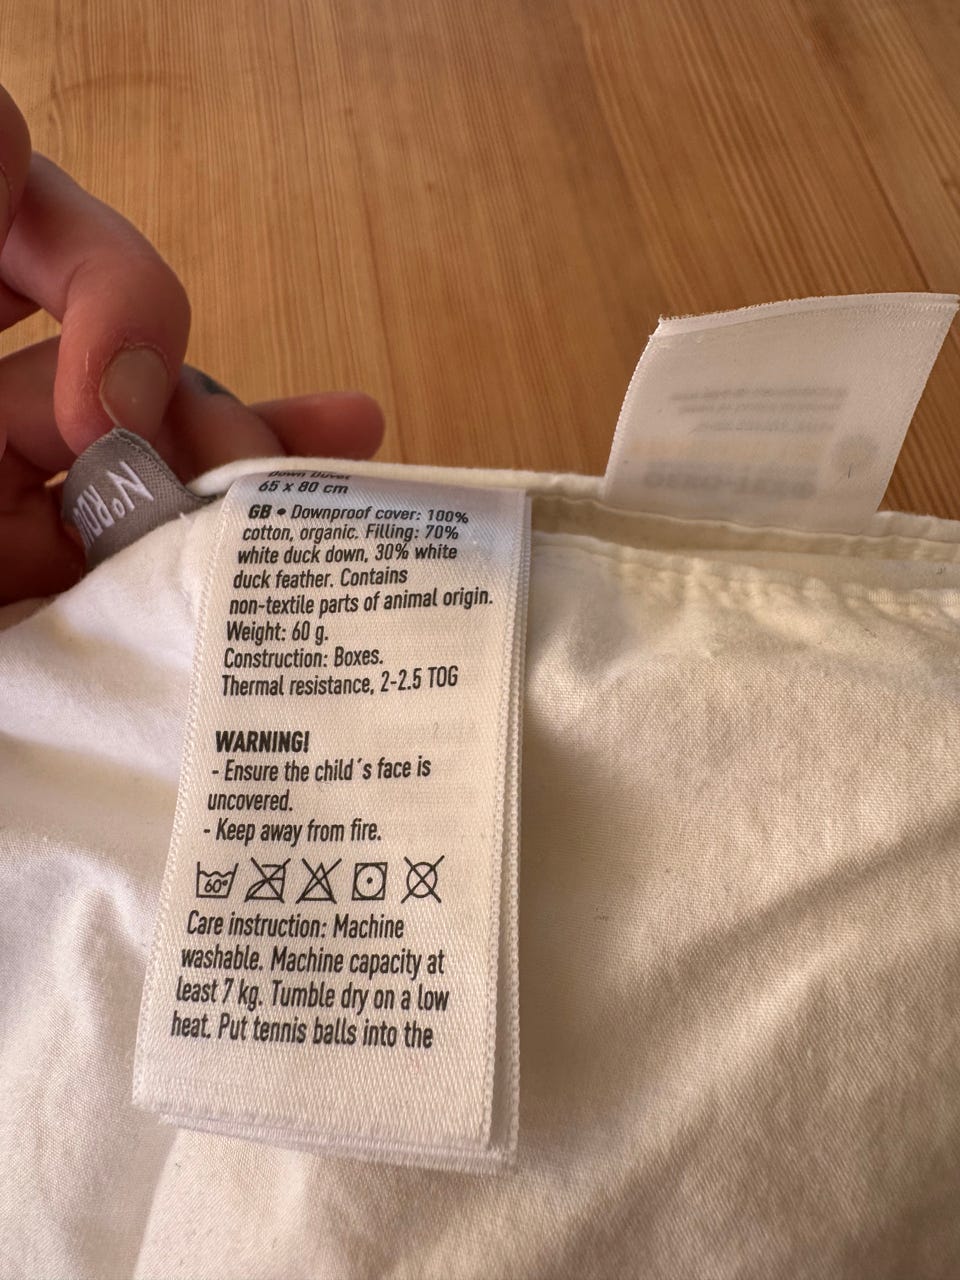 Down Duvet
65 x 80 cm
GB • Downproof cover: 100%
cotton, organic. Filling: 70%
white duck down, 30% white
duck feather. Contains
non-textile parts of animal origin.
Weight: 60 g.
Construction: Boxes.
Thermal resistance, 2-2.5 TOG
WARNING!
- Ensure the child´s face is
uncovered.
- Keep away from fire.
60°
Care instruction: Machine
washable. Machine capacity at
least 7 kg. Tumble dry on a low
heat. Put tennis balls into the